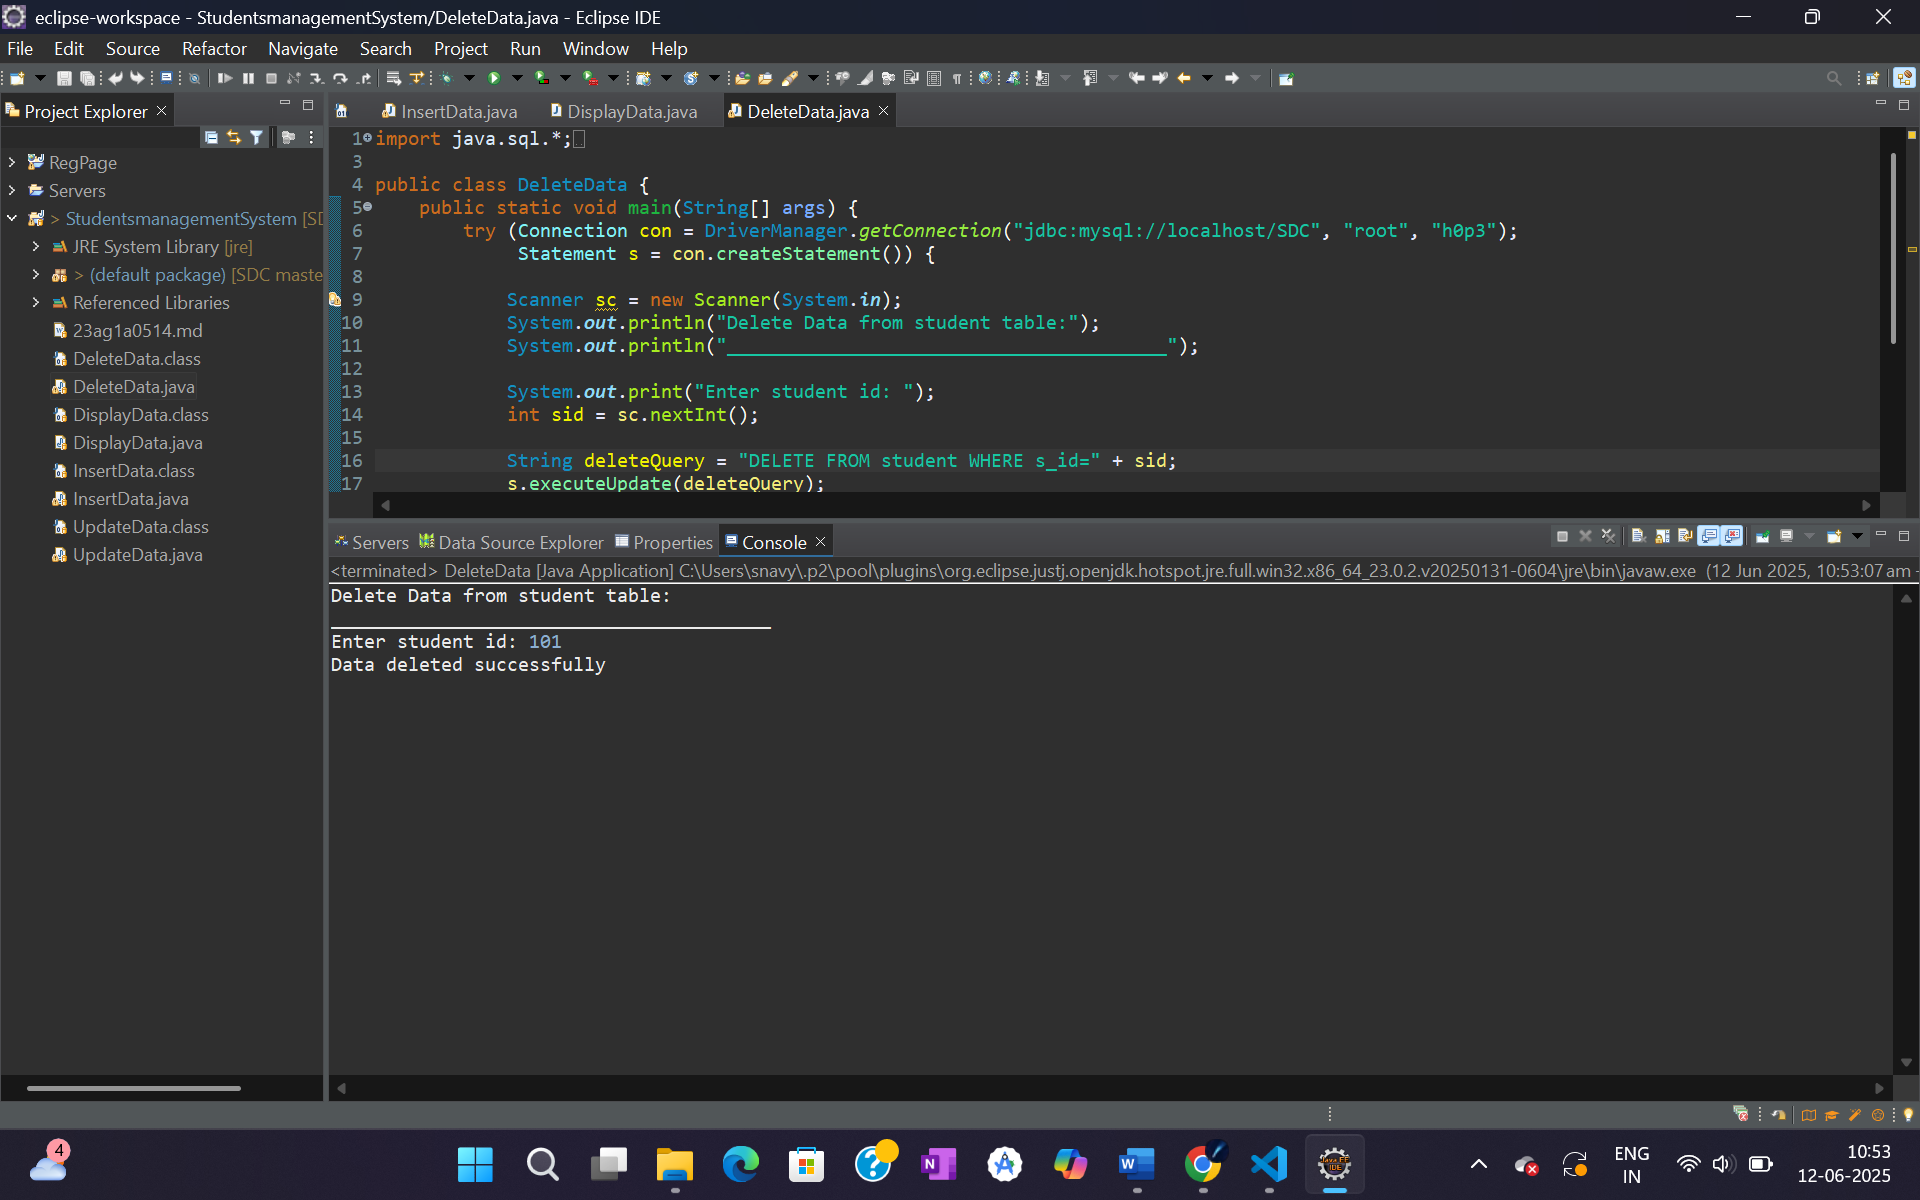 eclipse-workspace - StudentsmanagementSystem/DeleteData.java - Eclipse IDE
File Edit Source Refactor Navigate Search Project Run Window Help
Project Explorer
InsertData.java DisplayData.java DeleteData.java
RegPage
Servers
> StudentsmanagementSystem [SD
JRE System Library [jre]
> (default package) [SDC maste
Referenced Libraries
23ag1a0514.md
DeleteData.class
DeleteData.java
DisplayData.class
DisplayData.java
InsertData.class
InsertData.java
UpdateData.class
UpdateData.java
1 import java.sql.*;
3
4 public class DeleteData {
5 public static void main(String[] args) {
6 try (Connection con = DriverManager.getConnection("jdbc:mysql://localhost/SDC", "root", "h0p3");
7 Statement s = con.createStatement()) {
8
9 Scanner sc = new Scanner(System.in);
10 System.out.println("Delete Data from student table:");
11 System.out.println("________________________________________");
12
13 System.out.print("Enter student id: ");
14 int sid = sc.nextInt();
15
16 String deleteQuery = "DELETE FROM student WHERE s_id=" + sid;
17 s.executeUpdate(deleteQuery);
Servers Data Source Explorer Properties Console
<terminated> DeleteData [Java Application] C:\Users\snavy\.p2\pool\plugins\org.eclipse.justj.openjdk.hotspot.jre.full.win32.x86_64_23.0.2.v20250131-0604\jre\bin\javaw.exe (12 Jun 2025, 10:53:07 am -
Delete Data from student table:
________________________________________
Enter student id: 101
Data deleted successfully
4
ENG
IN
10:53
12-06-2025